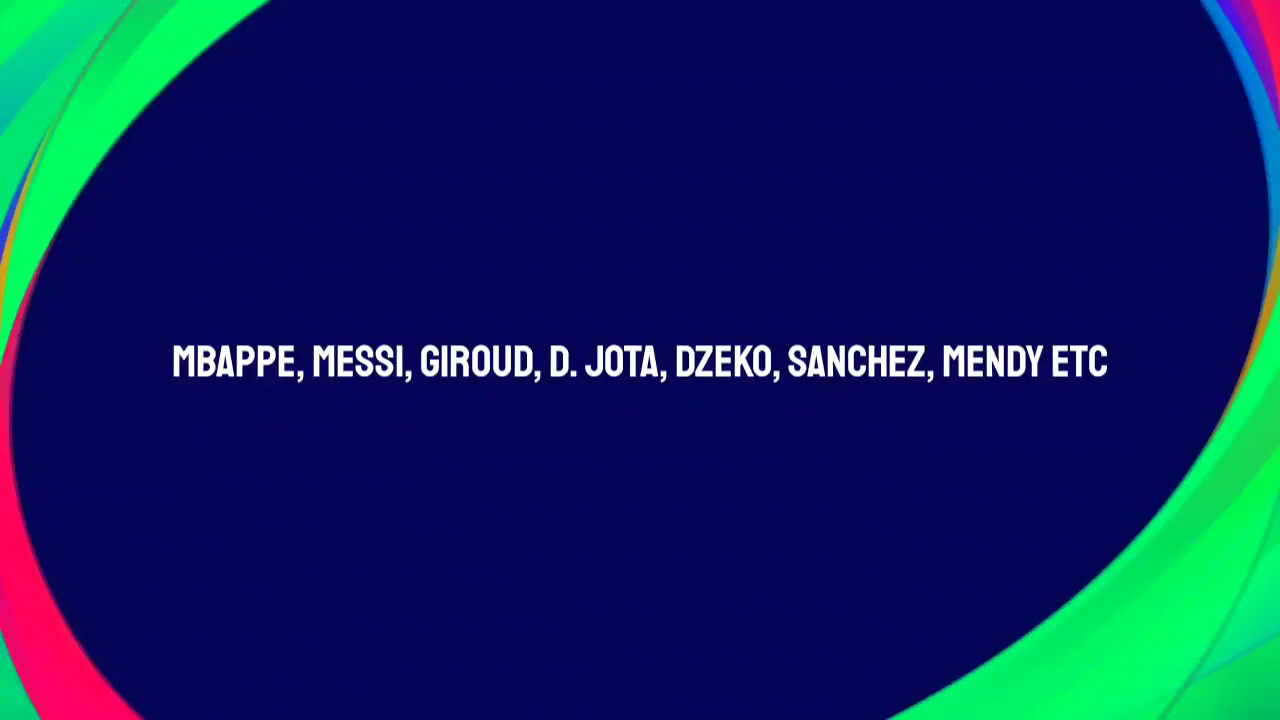 MBAPPE, MESSI, GIROUD, D. JOTA, DZEKO, SANCHEZ, MENDY ETC